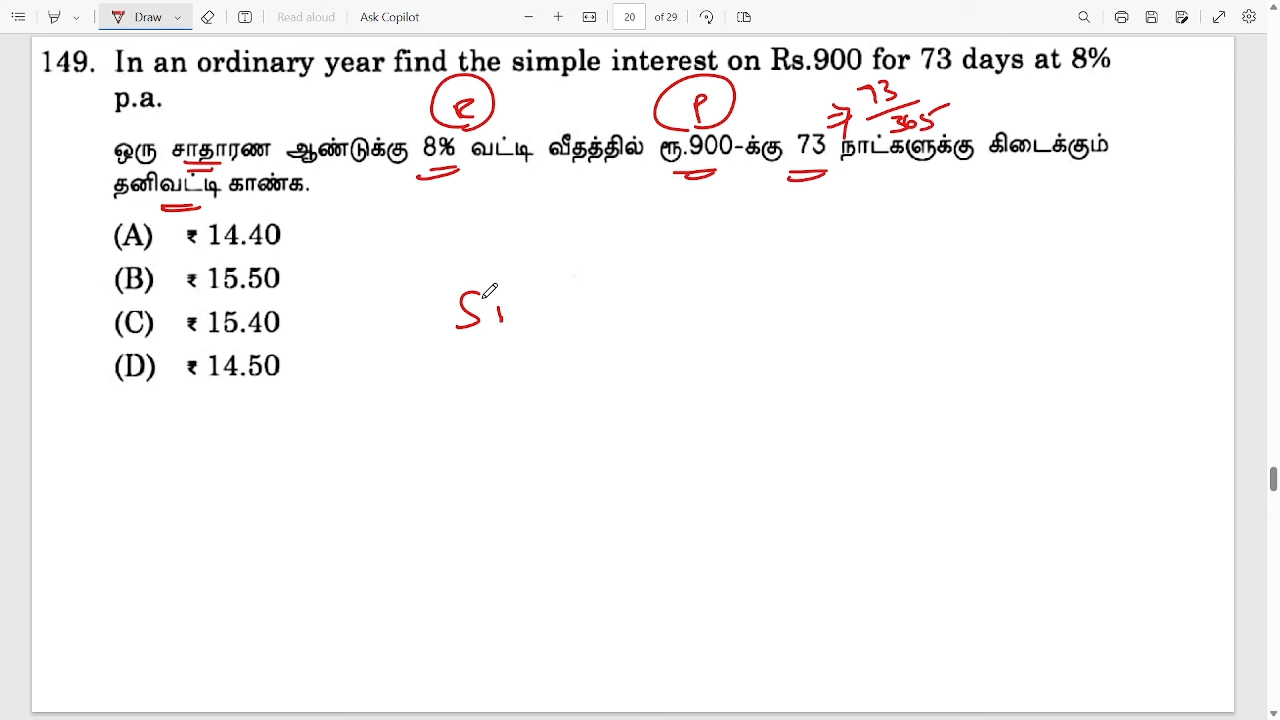 Draw
Read aloud
Ask Copilot
20
of 29
149. In an ordinary year find the simple interest on Rs.900 for 73 days at 8%
p.a.
R
P
⇒ 73/365
ஒரு சாதாரண ஆண்டுக்கு 8% வட்டி வீதத்தில் ரூ.900-க்கு 73 நாட்களுக்கு கிடைக்கும்
தனிவட்டி காண்க.
(A) ₹ 14.40
(B) ₹ 15.50
(C) ₹ 15.40
(D) ₹ 14.50
SI